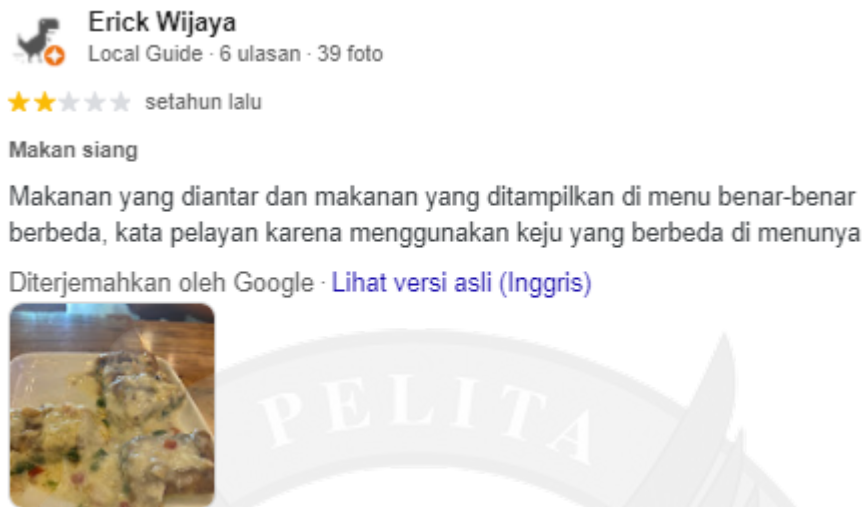 Erick Wijaya
Local Guide · 6 ulasan · 39 foto
setahun lalu
Makan siang
Makanan yang diantar dan makanan yang ditampilkan di menu benar-benar
berbeda, kata pelayan karena menggunakan keju yang berbeda di menunya
Diterjemahkan oleh Google · Lihat versi asli (Inggris)
PELITA